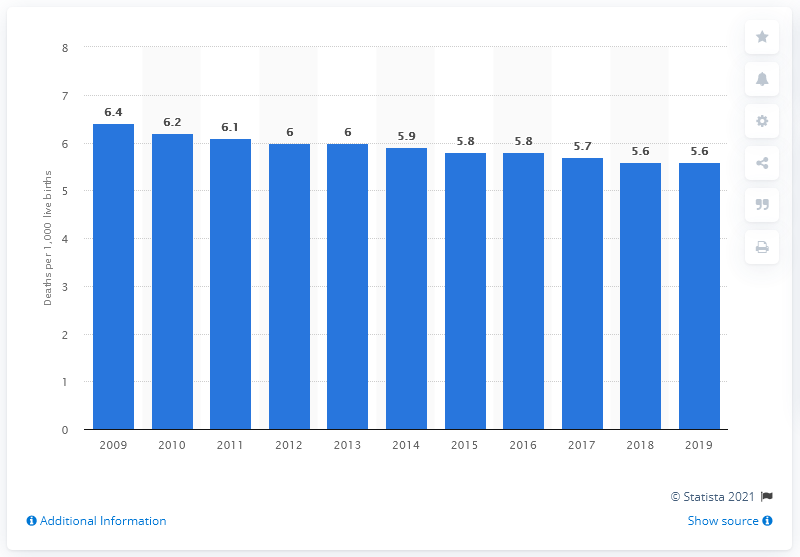 8
7
6
5
4
3
2
1
0
Deaths per 1,000 live births
6.4 6.2 6.1 6 6 5.9 5.8 5.8 5.7 5.6 5.6
2009 2010 2011 2012 2013 2014 2015 2016 2017 2018 2019
© Statista 2021
Additional Information Show source